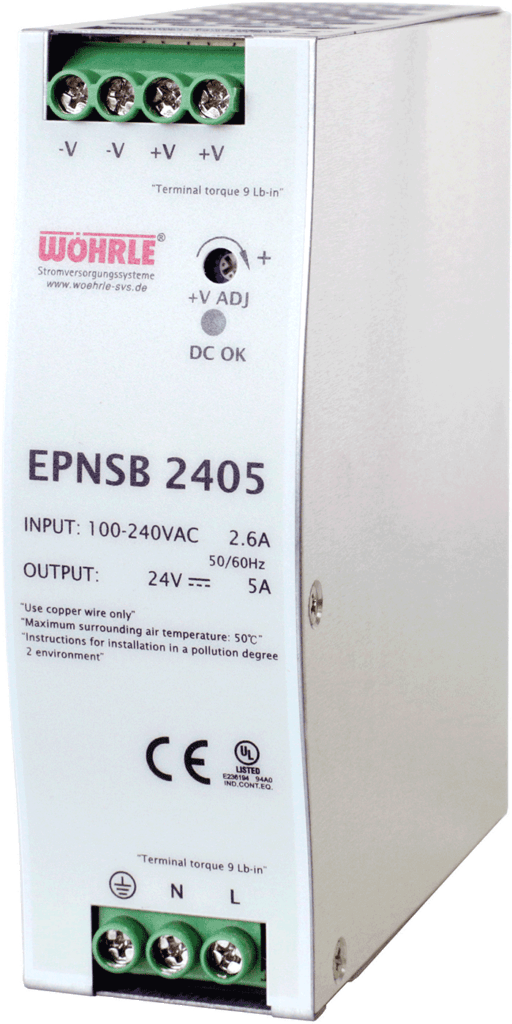 -V -V +V +V
"Terminal torque 9 Lb-in"
WÖHRLE®
Stromversorgungssysteme
www.woehrle-svs.de
+
+V ADJ
DC OK
EPNSB 2405
INPUT: 100-240VAC 2.6A
50/60Hz
OUTPUT: 24V ⎓ 5A
"Use copper wire only"
"Maximum surrounding air temperature: 50℃"
"Instructions for installation in a pollution degree
2 environment"
CE
UL
LISTED
E236194 94A0
IND.CONT.EQ.
"Terminal torque 9 Lb-in"
N L